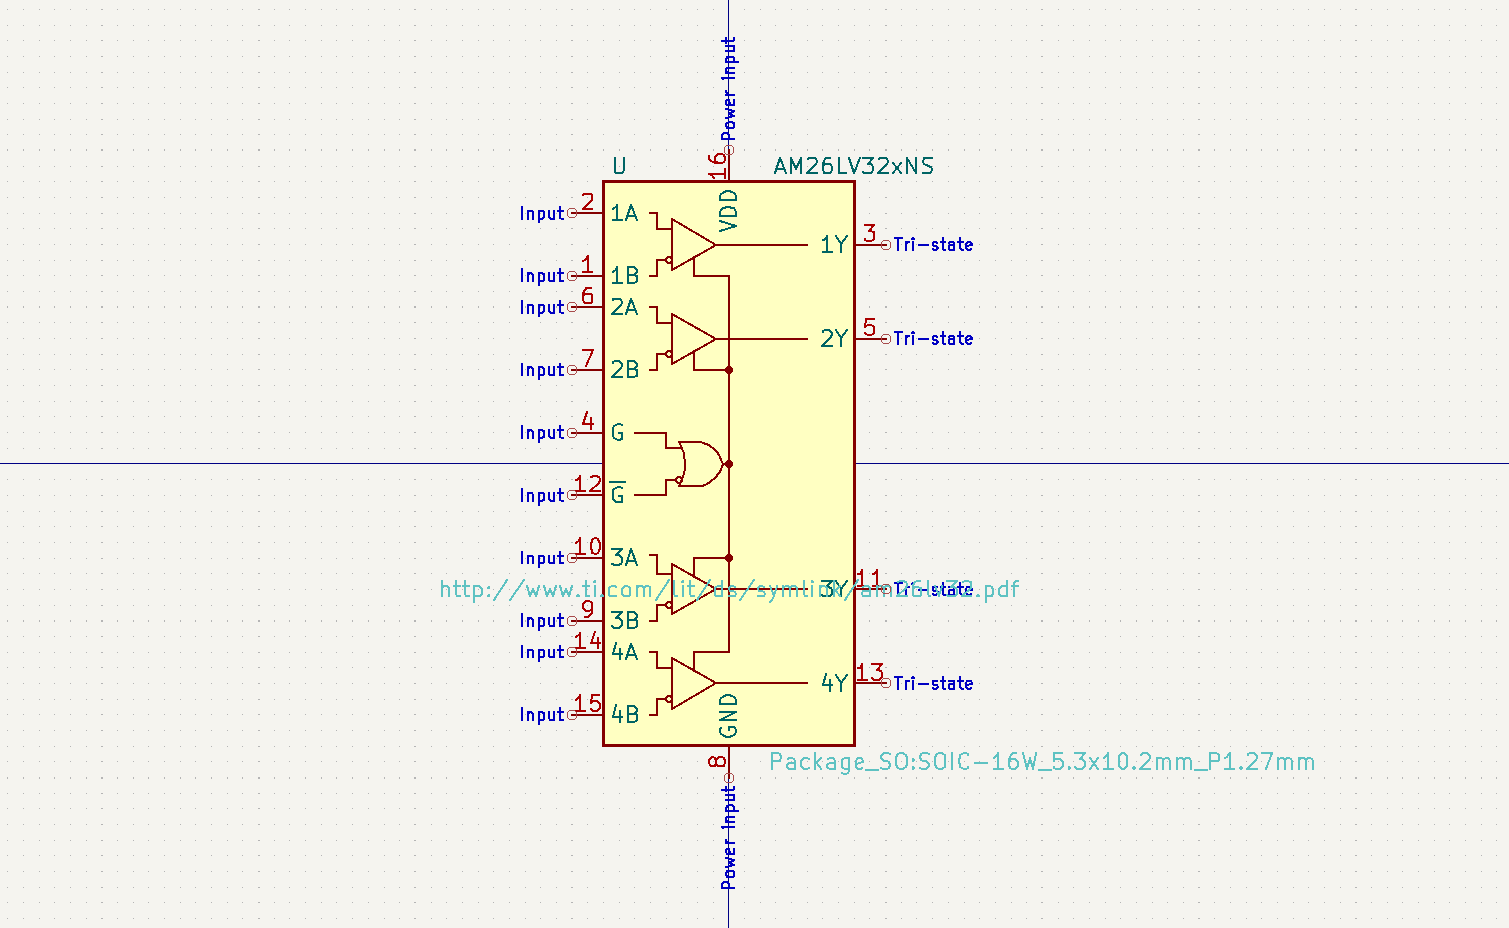 Power Input
16
U
AM26LV32xNS
VDD
Input 2 1A
1Y 3 Tri-state
Input 1 1B
Input 6 2A
2Y 5 Tri-state
Input 7 2B
Input 4 G
Input 12 G
Input 10 3A
http://www.ti.com/lit/ds/symlink/am26lv32.pdf
3Y 11 Tri-state
Input 9 3B
Input 14 4A
4Y 13 Tri-state
Input 15 4B
GND
8
Package_SO:SOIC-16W_5.3x10.2mm_P1.27mm
Power Input